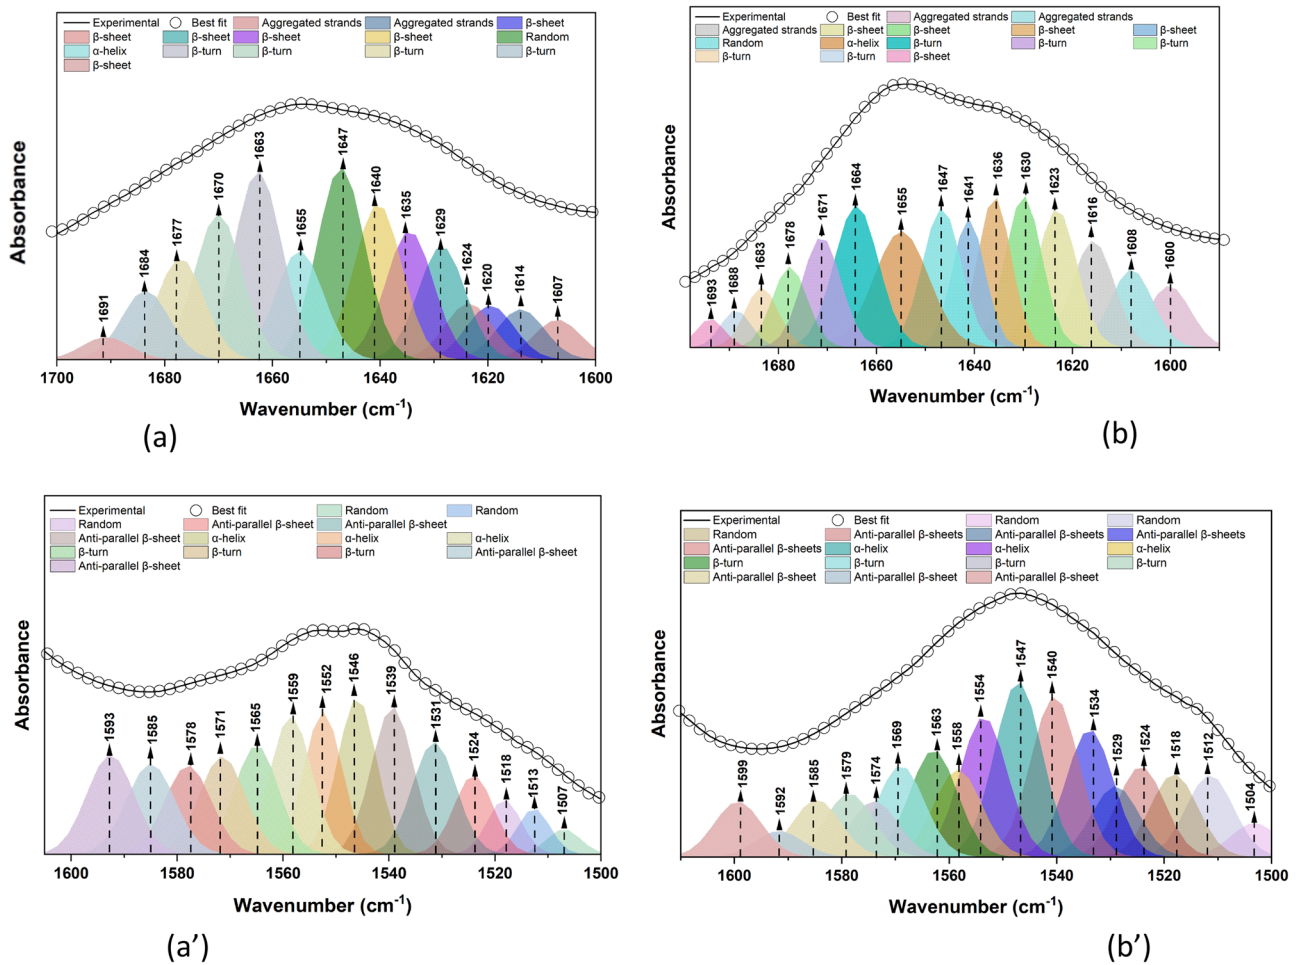 Experimental Best fit Aggregated strands Aggregated strands β-sheet
β-sheet β-sheet β-sheet β-sheet Random
α-helix β-turn β-turn β-turn β-turn
β-sheet
1691 1684 1677 1670 1663 1655 1647 1640 1635 1629 1624 1620 1614 1607
Absorbance
1700 1680 1660 1640 1620 1600
Wavenumber (cm⁻¹)
(a)
Experimental Best fit Aggregated strands Aggregated strands
Aggregated strands β-sheet β-sheet β-sheet β-sheet
Random α-helix β-turn β-turn β-turn
β-turn β-turn β-sheet
1693 1688 1683 1678 1671 1664 1655 1647 1641 1636 1630 1623 1616 1608 1600
Absorbance
1680 1660 1640 1620 1600
Wavenumber (cm⁻¹)
(b)
Experimental Best fit Random Random
Random Anti-parallel β-sheet Anti-parallel β-sheet
Anti-parallel β-sheet α-helix α-helix α-helix
β-turn β-turn β-turn Anti-parallel β-sheet
Anti-parallel β-sheet
1593 1585 1578 1571 1565 1559 1552 1546 1539 1531 1524 1518 1513 1507
Absorbance
1600 1580 1560 1540 1520 1500
Wavenumber (cm⁻¹)
(a’)
Experimental Best fit Random Random
Random Anti-parallel β-sheets Anti-parallel β-sheets Anti-parallel β-sheets
Anti-parallel β-sheets α-helix α-helix α-helix
β-turn β-turn β-turn β-turn
Anti-parallel β-sheet Anti-parallel β-sheet Anti-parallel β-sheet
1599 1592 1585 1579 1574 1569 1563 1558 1554 1547 1540 1534 1529 1524 1518 1512 1504
Absorbance
1600 1580 1560 1540 1520 1500
Wavenumber (cm⁻¹)
(b’)